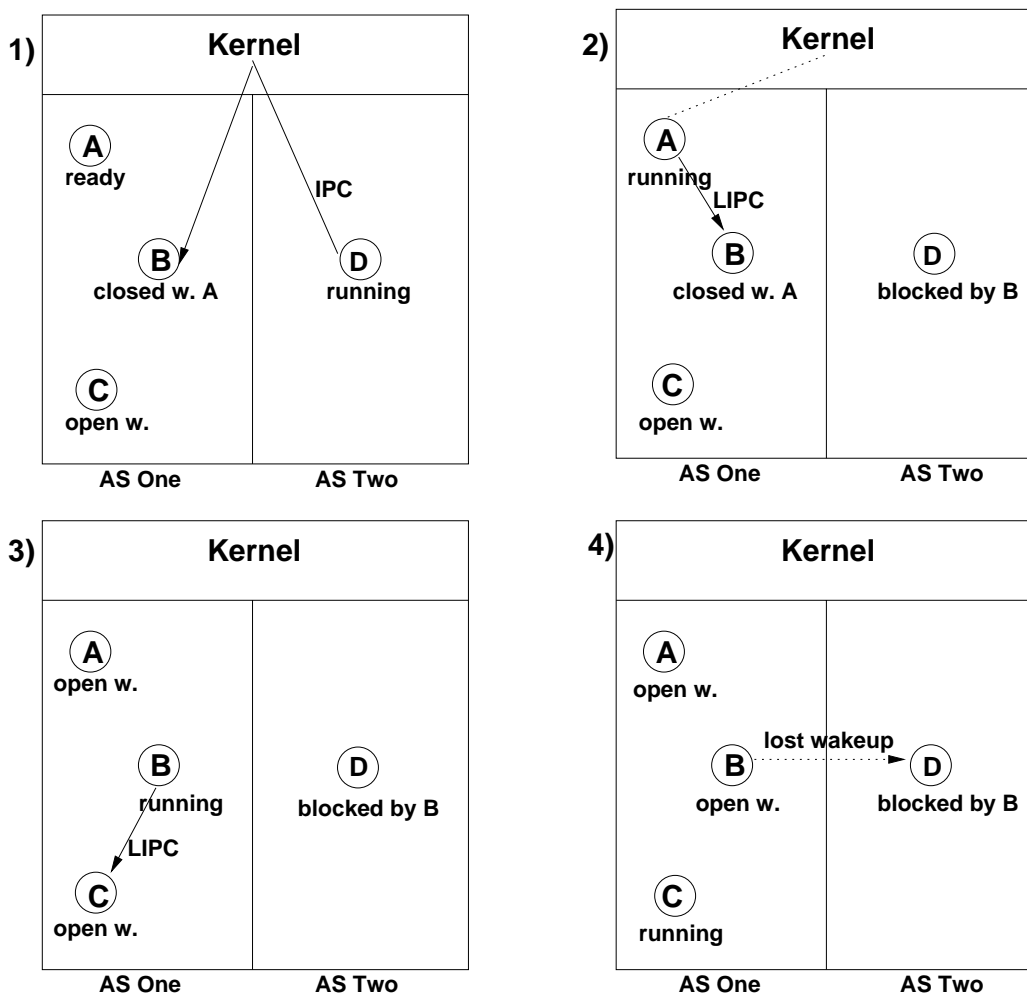 1)
Kernel
A
ready
IPC
B
D
closed w. A
running
C
open w.
AS One
AS Two
2)
Kernel
A
running
LIPC
B
D
closed w. A
blocked by B
C
open w.
AS One
AS Two
3)
Kernel
A
open w.
B
D
running
blocked by B
LIPC
C
open w.
AS One
AS Two
4)
Kernel
A
open w.
lost wakeup
B
D
open w.
blocked by B
C
running
AS One
AS Two